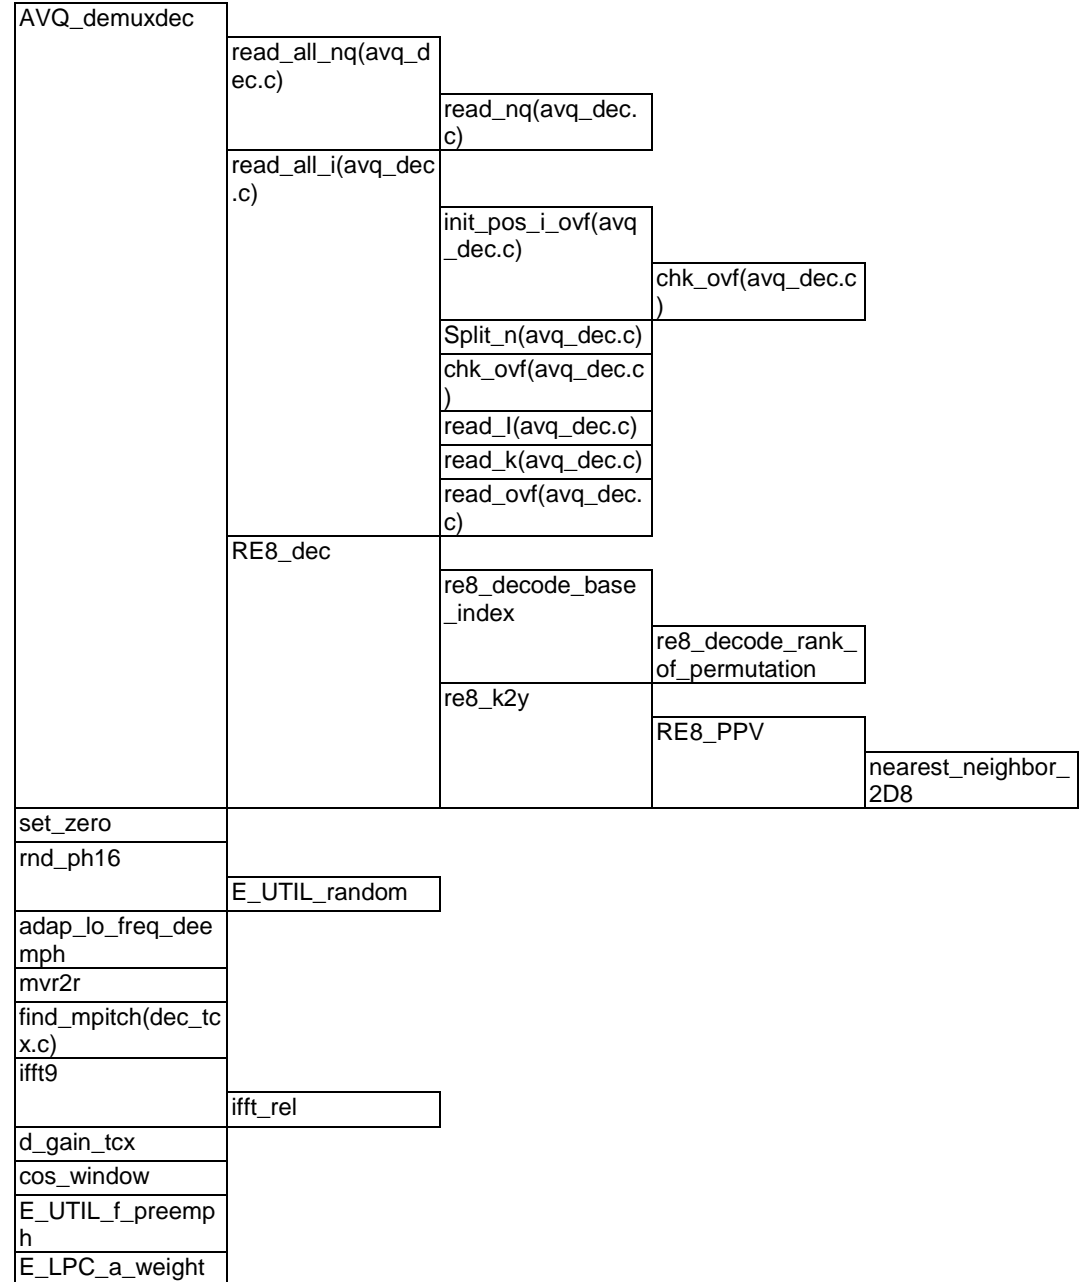 AVQ_demuxdec
read_all_nq(avq_d
ec.c)
read_nq(avq_dec.
c)
read_all_i(avq_dec
.c)
init_pos_i_ovf(avq
_dec.c)
chk_ovf(avq_dec.c
)
Split_n(avq_dec.c)
chk_ovf(avq_dec.c
)
read_I(avq_dec.c)
read_k(avq_dec.c)
read_ovf(avq_dec.
c)
RE8_dec
re8_decode_base
_index
re8_decode_rank_
of_permutation
re8_k2y
RE8_PPV
nearest_neighbor_
2D8
set_zero
rnd_ph16
E_UTIL_random
adap_lo_freq_dee
mph
mvr2r
find_mpitch(dec_tc
x.c)
ifft9
ifft_rel
d_gain_tcx
cos_window
E_UTIL_f_preemp
h
E_LPC_a_weight